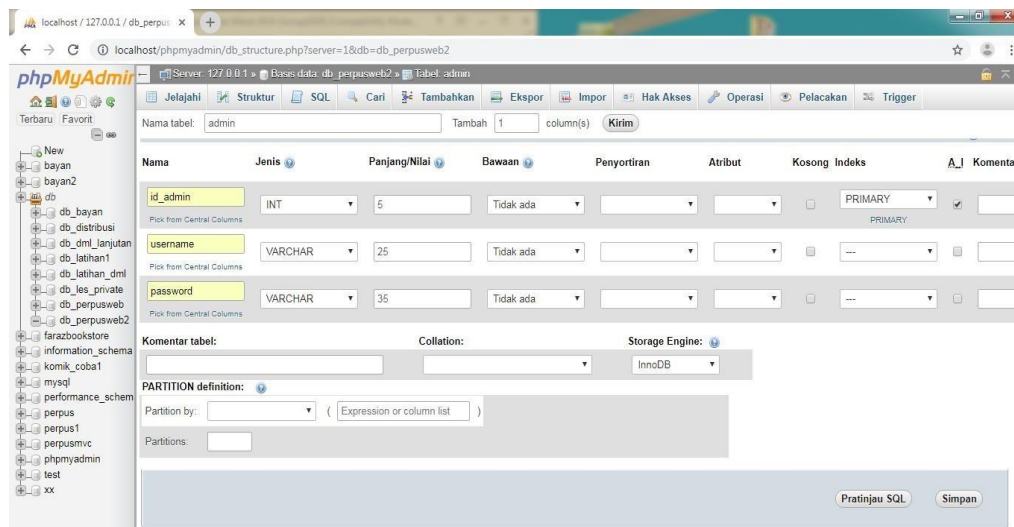 localhost / 127.0.0.1 / db_perpus
localhost/phpmyadmin/db_structure.php?server=1&db=db_perpusweb2
phpMyAdmin
Terbaru Favorit
New
bayan
bayan2
db
db_bayan
db_distribusi
db_dml_lanjutan
db_latihan1
db_latihan_dml
db_les_private
db_perpusweb
db_perpusweb2
farazbookstore
information_schema
komik_coba1
mysql
performance_schem
perpus
perpus1
perpusmvc
phpmyadmin
test
xx
Server: 127.0.0.1 » Basis data: db_perpusweb2 » Tabel: admin
Jelajahi Struktur SQL Cari Tambahkan Ekspor Impor Hak Akses Operasi Pelacakan Trigger
Nama tabel: admin Tambah 1 column(s) Kirim
Nama Jenis Panjang/Nilai Bawaan Penyortiran Atribut Kosong Indeks A_I Komenta
id_admin INT 5 Tidak ada PRIMARY
Pick from Central Columns PRIMARY
username VARCHAR 25 Tidak ada ---
Pick from Central Columns
password VARCHAR 35 Tidak ada ---
Pick from Central Columns
Komentar tabel: Collation: Storage Engine:
InnoDB
PARTITION definition:
Partition by: ( Expression or column list )
Partitions:
Pratinjau SQL Simpan